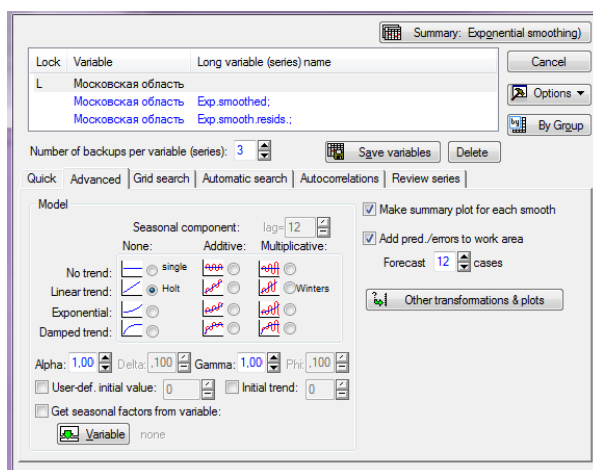 Summary: Exponential smoothing)
Lock Variable Long variable (series) name
Cancel
L Московская область
Московская область Exp.smoothed;
Options
Московская область Exp.smooth.resids.;
By Group
Number of backups per variable (series): 3 Save variables Delete
Quick Advanced Grid search Automatic search Autocorrelations Review series
Model
Make summary plot for each smooth
Seasonal component: lag= 12
None: Additive: Multiplicative:
Add pred./errors to work area
No trend: single
Forecast 12 cases
Linear trend: Holt Winters
Other transformations & plots
Exponential:
Damped trend:
Alpha: 1,00 Delta: ,100 Gamma: 1,00 Phi: ,100
User-def. initial value: 0 Initial trend: 0
Get seasonal factors from variable:
Variable none